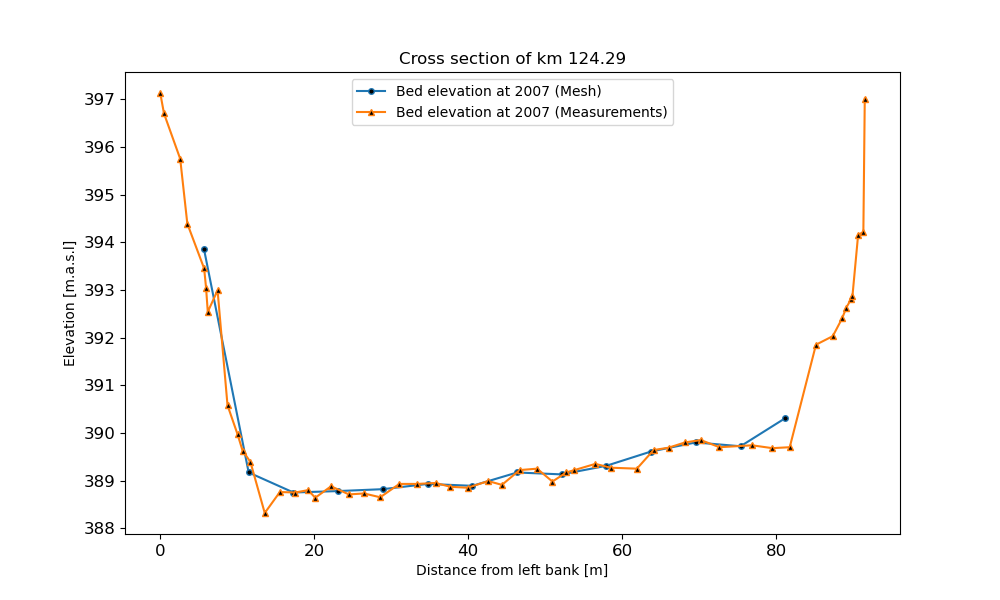 Cross section of km 124.29
Bed elevation at 2007 (Mesh)
Bed elevation at 2007 (Measurements)
397
396
395
394
393
392
391
390
389
388
Elevation [m.a.s.l]
0 20 40 60 80
Distance from left bank [m]